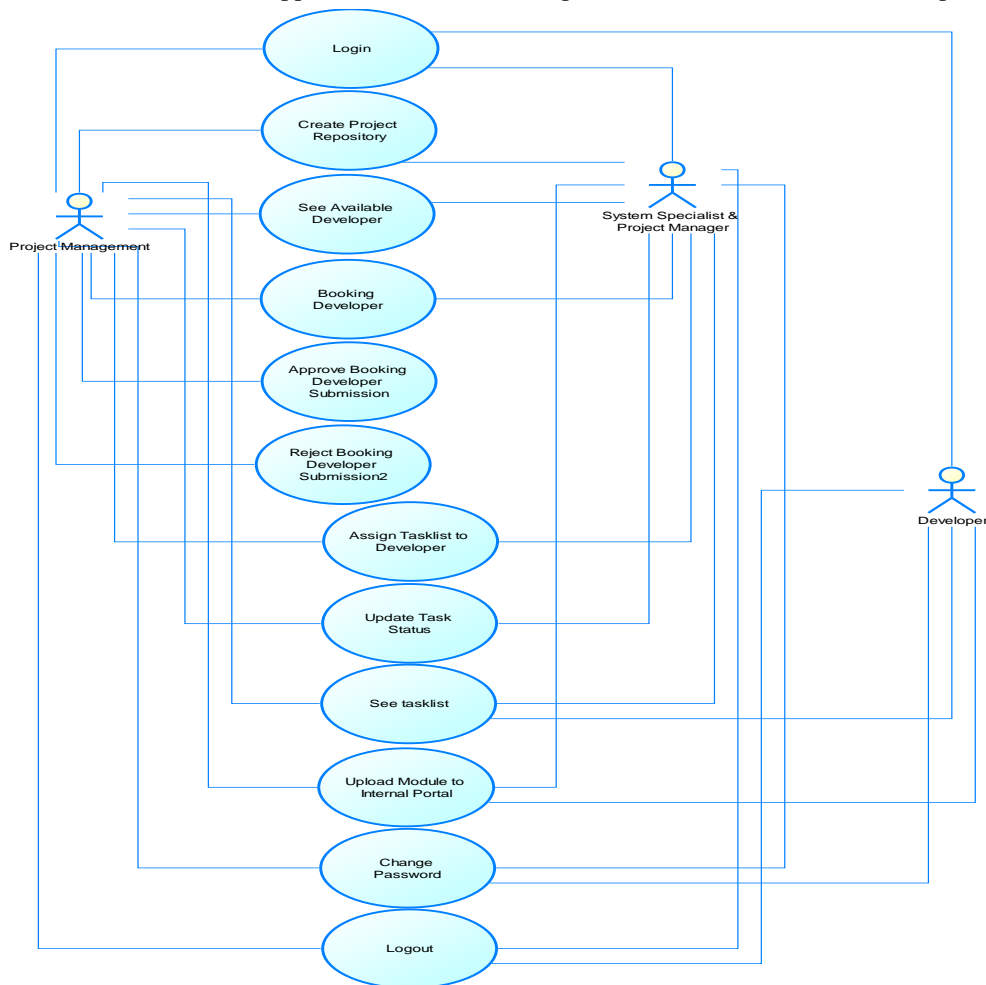 Login
Create Project
Repository
See Available
Developer
System Specialist &
Project Manager
Project Management
Booking
Developer
Approve Booking
Developer
Submission
Reject Booking
Developer
Submission2
Developer
Assign Tasklist to
Developer
Update Task
Status
See tasklist
Upload Module to
Internal Portal
Change
Password
Logout